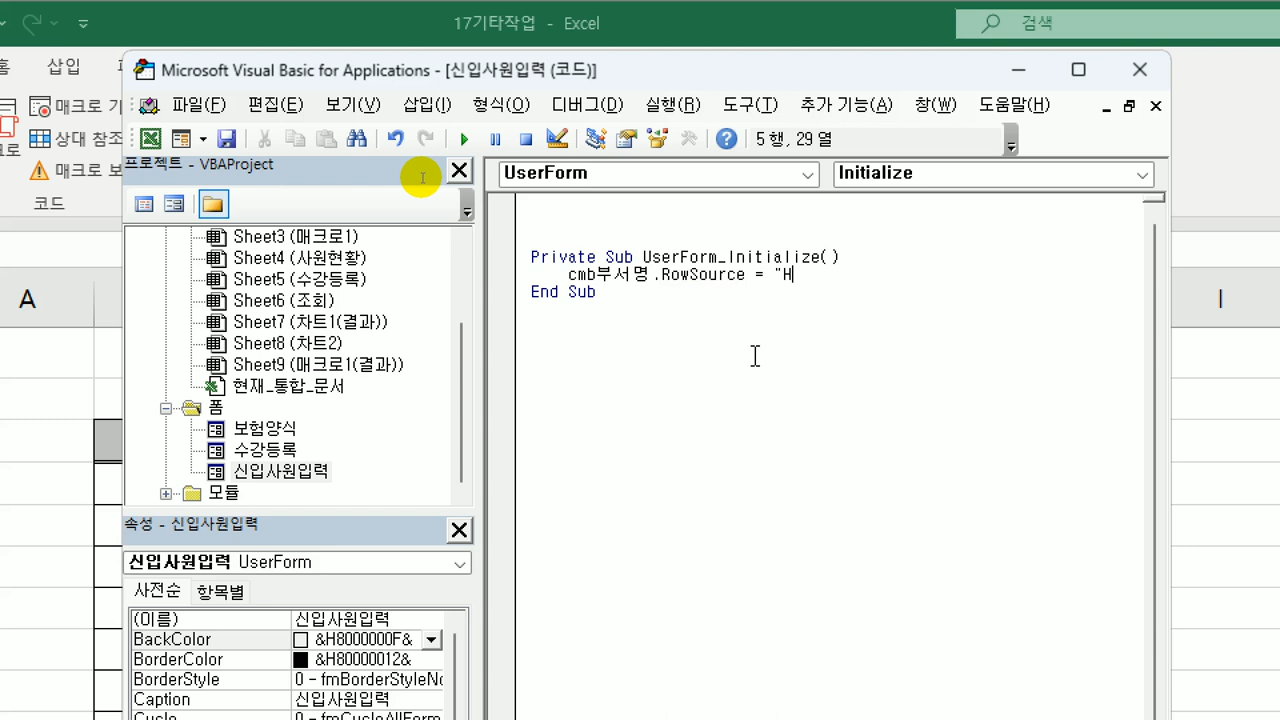 17기타작업 - Excel
검색
삽입
Microsoft Visual Basic for Applications - [신입사원입력 (코드)]
파일(F) 편집(E) 보기(V) 삽입(I) 형식(O) 디버그(D) 실행(R) 도구(T) 추가 기능(A) 창(W) 도움말(H)
매크로
상대 참조
매크로
코드
5 행, 29 열
프로젝트 - VBAProject
UserForm
Initialize
Sheet3 (매크로1)
Sheet4 (사원현황)
Sheet5 (수강등록)
Sheet6 (조회)
Sheet7 (차트1(결과))
Sheet8 (차트2)
Sheet9 (매크로1(결과))
현재_통합_문서
폼
보험양식
수강등록
신입사원입력
모듈
Private Sub UserForm_Initialize()
cmb부서명.RowSource = "H
End Sub
A
I
속성 - 신입사원입력
신입사원입력 UserForm
사전순 항목별
(이름) 신입사원입력
BackColor &H8000000F&
BorderColor &H80000012&
BorderStyle 0 - fmBorderStyleNo
Caption 신입사원입력